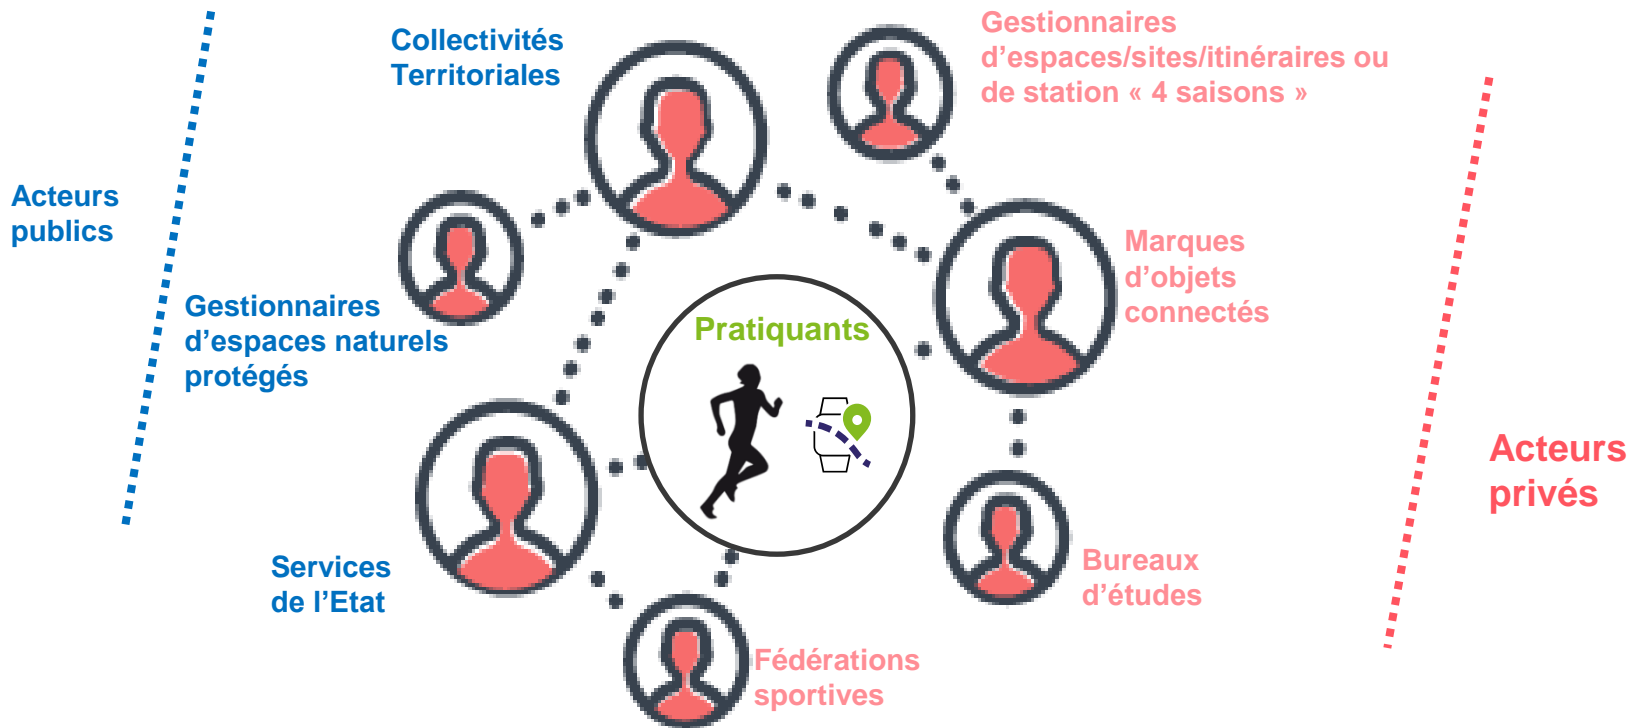 Collectivités
Territoriales
Gestionnaires
d’espaces/sites/itinéraires ou
de station « 4 saisons »
Acteurs
publics
Marques
d’objets
connectés
Gestionnaires
d’espaces naturels
protégés
Pratiquants
Acteurs
privés
Services
de l’Etat
Bureaux
d’études
Fédérations
sportives